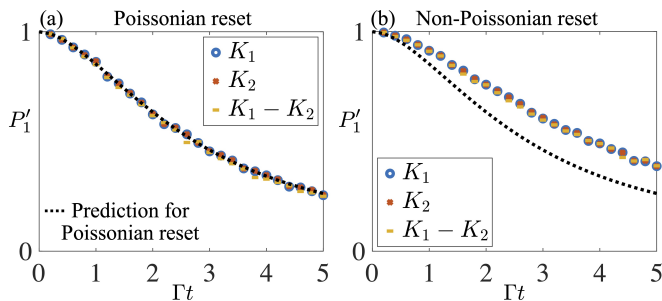 (a) Poissonian reset
1
P′₁
0
K₁
K₂
K₁ − K₂
Prediction for
Poissonian reset
0 1 2 3 4 5
Γt
(b) Non-Poissonian reset
1
P′₁
0
K₁
K₂
K₁ − K₂
0 1 2 3 4 5
Γt